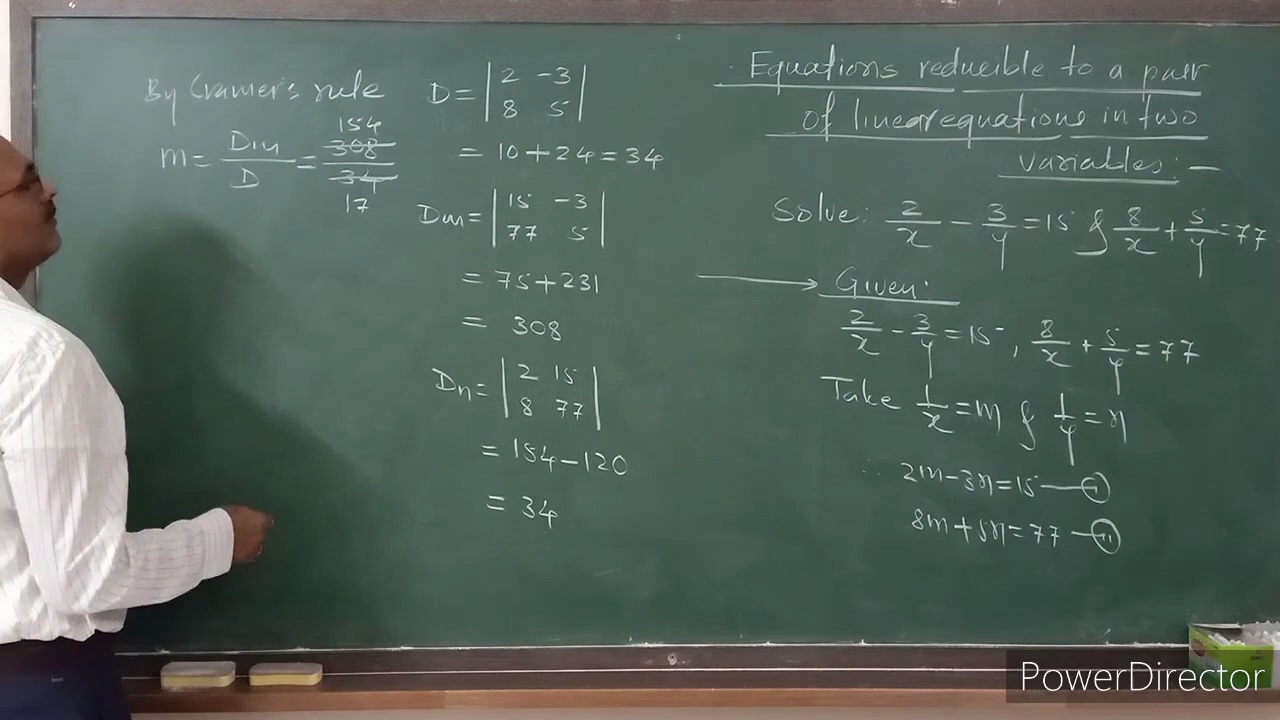 Equations reducible to a pair
of linear equations in two
variables: —
Solve: 2/x - 3/y = 15 & 8/x + 5/y = 77
→ Given:
2/x - 3/y = 15, 8/x + 5/y = 77
Take 1/x = m & 1/y = n
∴ 2m - 3n = 15 — (i)
8m + 5n = 77 — (ii)
D = | 2 -3 |
| 8 5 |
= 10 + 24 = 34
Dm = | 15 -3 |
| 77 5 |
= 75 + 231
= 308
Dn = | 2 15 |
| 8 77 |
= 154 - 120
= 34
By Cramer's rule
154
m = Dm/D = 308/34
17
PowerDirector